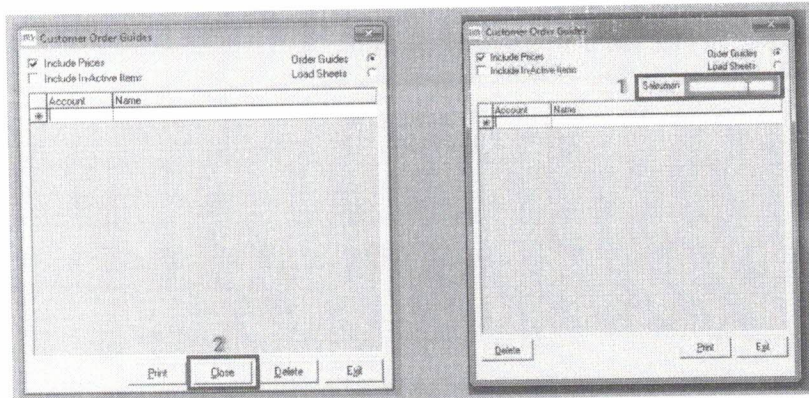 Customer Order Guides
Include Prices
Include In-Active Items
Order Guides
Load Sheets
Account Name
2
Print Close Delete Exit
Customer Order Guides
Include Prices
Include In-Active Items
Order Guides
Load Sheets
1 Salesman
Account Name
Delete Print Exit